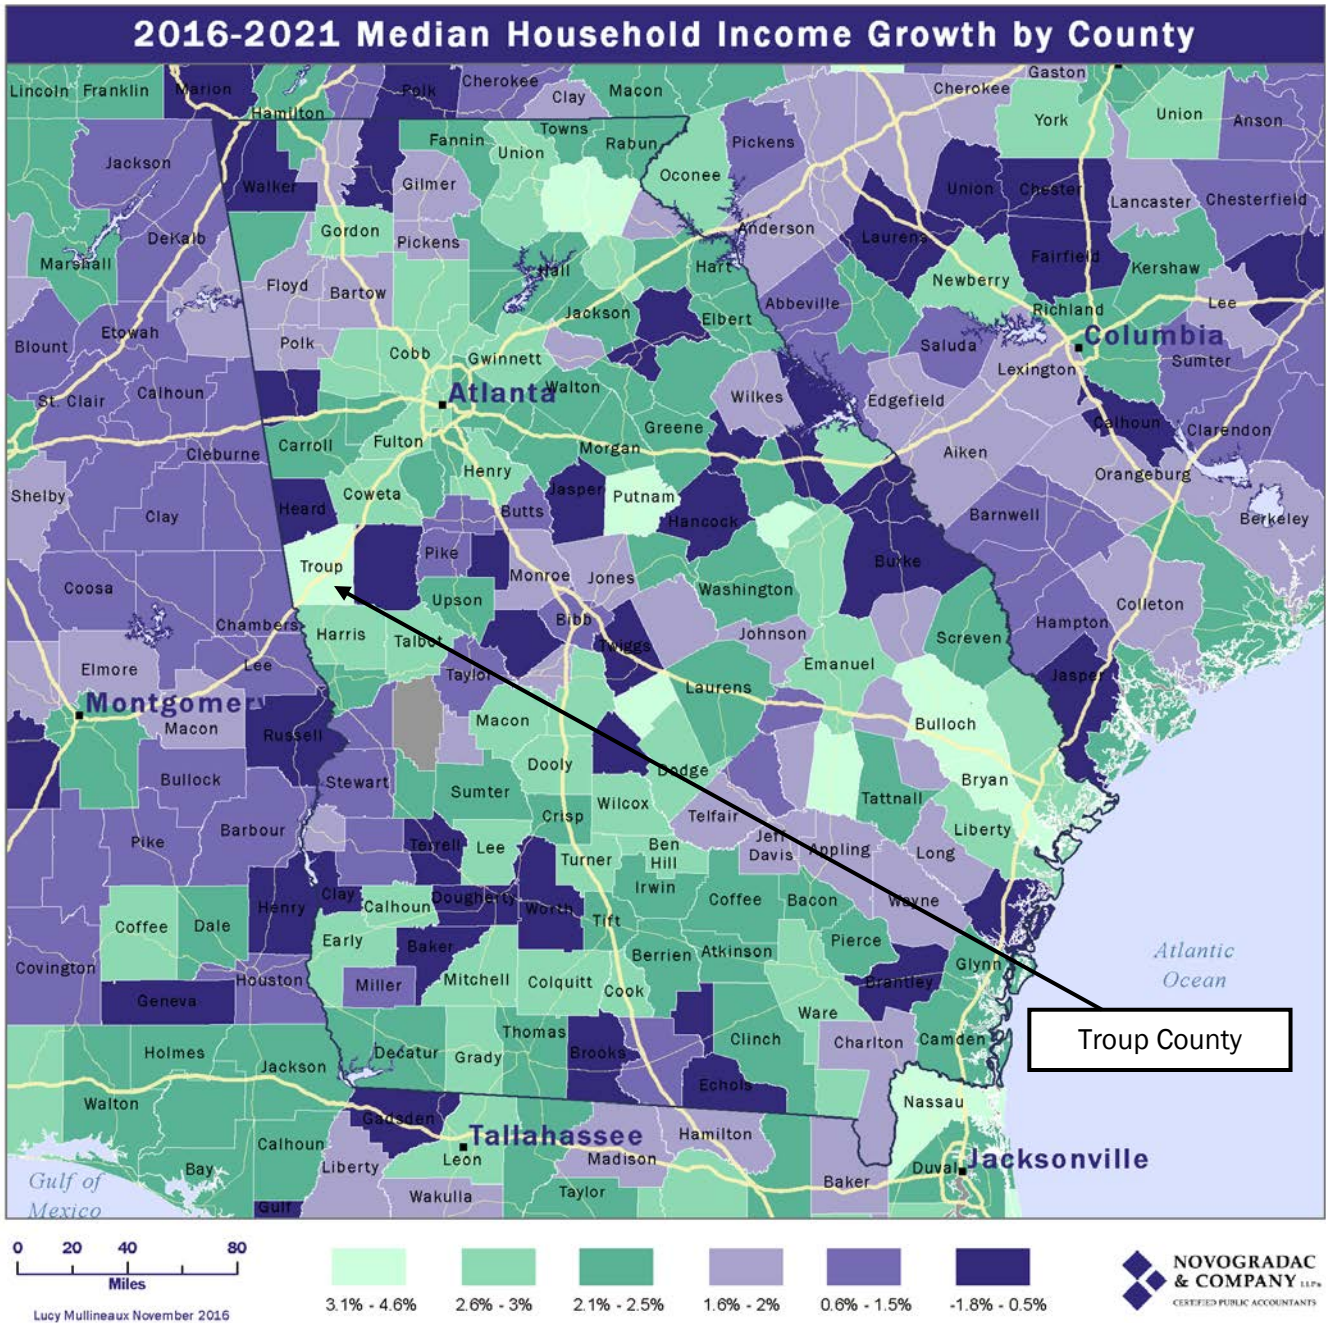 2016-2021 Median Household Income Growth by County
Gaston
Lincoln Franklin Marion Polk Cherokee Clay Macon Cherokee
Hamilton York Union Anson
Fannin Towns Union Rabun Pickens
Jackson
Walker Gilmer Oconee Union Chester Lancaster Chesterfield
DeKalb Gordon Pickens Anderson Laurens
Marshall Hall Hart Fairfield Kershaw
Floyd Bartow Newberry
Jackson Elbert Abbeville Richland Lee
Etowah
Blount Polk Cobb Gwinnett Saluda Columbia
Sumter
Lexington
Calhoun Atlanta Walton Wilkes Edgefield
St. Clair
Carroll Fulton Greene Calhoun Clarendon
Cleburne Morgan Aiken
Henry Orangeburg
Shelby Coweta Jasper Putnam
Clay Heard Butts Hancock Barnwell Berkeley
Troup Pike Burke
Coosa Monroe Jones Washington
Upson Colleton
Chambers Harris Talbot Bibb Twiggs Johnson Screven Hampton
Elmore Lee Taylor Emanuel Jasper
Laurens
Montgomery
Macon Russell Macon Bulloch
Bullock Stewart Dooly Dodge Bryan
Sumter Tattnall
Pike Barbour Crisp Wilcox Telfair Liberty
Terrell Lee Ben
Hill
Jeff
Davis
Appling Long
Turner
Henry Clay Calhoun Dougherty Worth Irwin Coffee Bacon Wayne
Coffee Dale Tift
Early Baker Berrien Atkinson Pierce
Covington Glynn
Atlantic
Ocean
Geneva Houston Miller Mitchell Colquitt Cook Brantley
Ware
Troup County
Holmes Decatur Grady Thomas Brooks Clinch Charlton Camden
Jackson
Echols
Walton Gadsden Nassau
Calhoun Tallahassee Hamilton
Liberty Leon Madison Duval Jacksonville
Bay
Gulf of
Mexico
Gulf Wakulla Taylor Baker
0 20 40 80
Miles
Lucy Mullineaux November 2016
3.1% - 4.6% 2.6% - 3% 2.1% - 2.5% 1.6% - 2% 0.6% - 1.5% -1.8% - 0.5%
NOVOGRADAC
& COMPANY LLP®
CERTIFIED PUBLIC ACCOUNTANTS